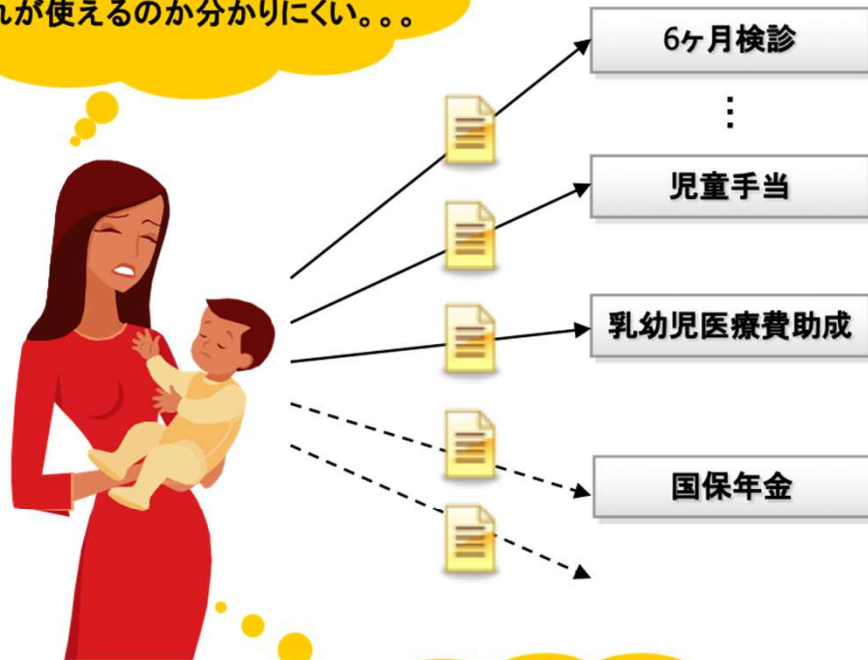 れが使えるのか分かりにくい。。。
6ヶ月検診
⋮
児童手当
乳幼児医療費助成
国保年金